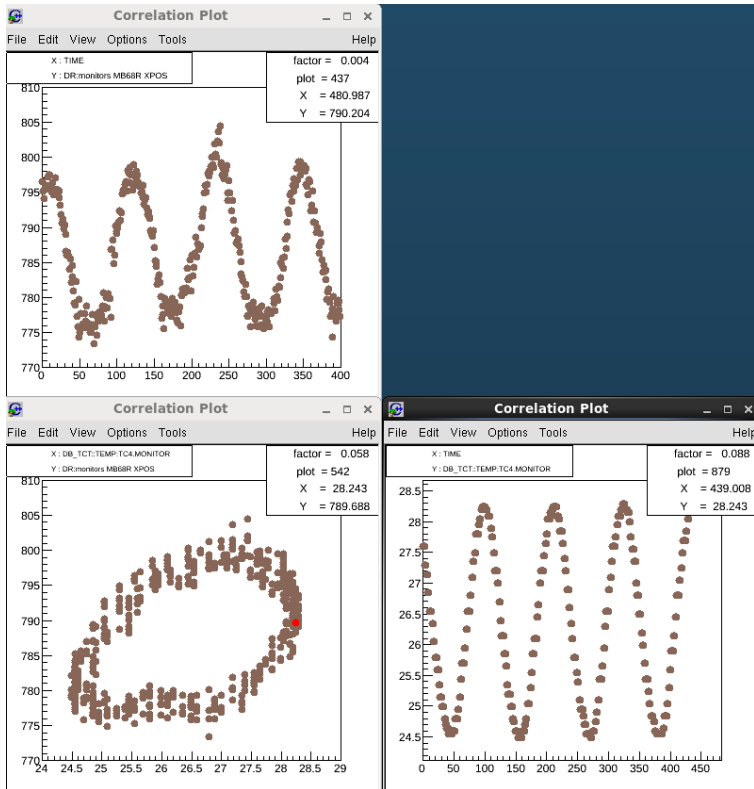 Correlation Plot
File Edit View Options Tools Help
X : TIME
Y : DR:monitors MB68R XPOS
factor = 0.004
plot = 437
X = 480.987
Y = 790.204
810
805
800
795
790
785
780
775
770
0 50 100 150 200 250 300 350 400
Correlation Plot
File Edit View Options Tools Help
X : DB_TCT::TEMP:TC4.MONITOR
Y : DR:monitors MB68R XPOS
factor = 0.058
plot = 542
X = 28.243
Y = 789.688
810
805
800
795
790
785
780
775
770
24 24.5 25 25.5 26 26.5 27 27.5 28 28.5 29
Correlation Plot
File Edit View Options Tools Help
X : TIME
Y : DB_TCT::TEMP:TC4.MONITOR
factor = 0.088
plot = 879
X = 439.008
Y = 28.243
28.5
28
27.5
27
26.5
26
25.5
25
24.5
0 50 100 150 200 250 300 350 400 450